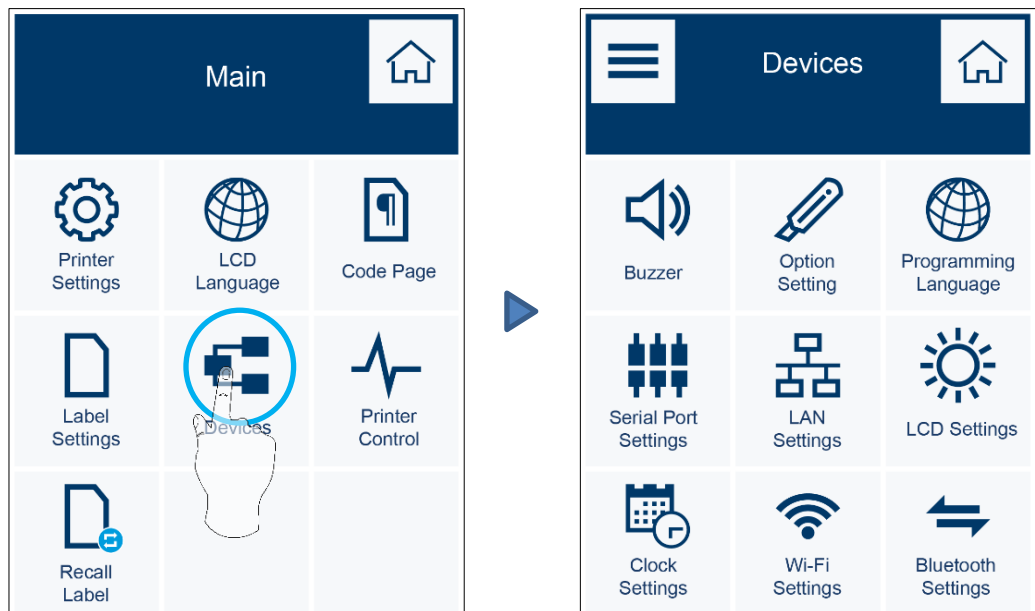 Main
Printer
Settings
LCD
Language
Code Page
Label
Settings
Devices
Printer
Control
Recall
Label
Devices
Buzzer
Option
Setting
Programming
Language
Serial Port
Settings
LAN
Settings
LCD Settings
Clock
Settings
Wi-Fi
Settings
Bluetooth
Settings